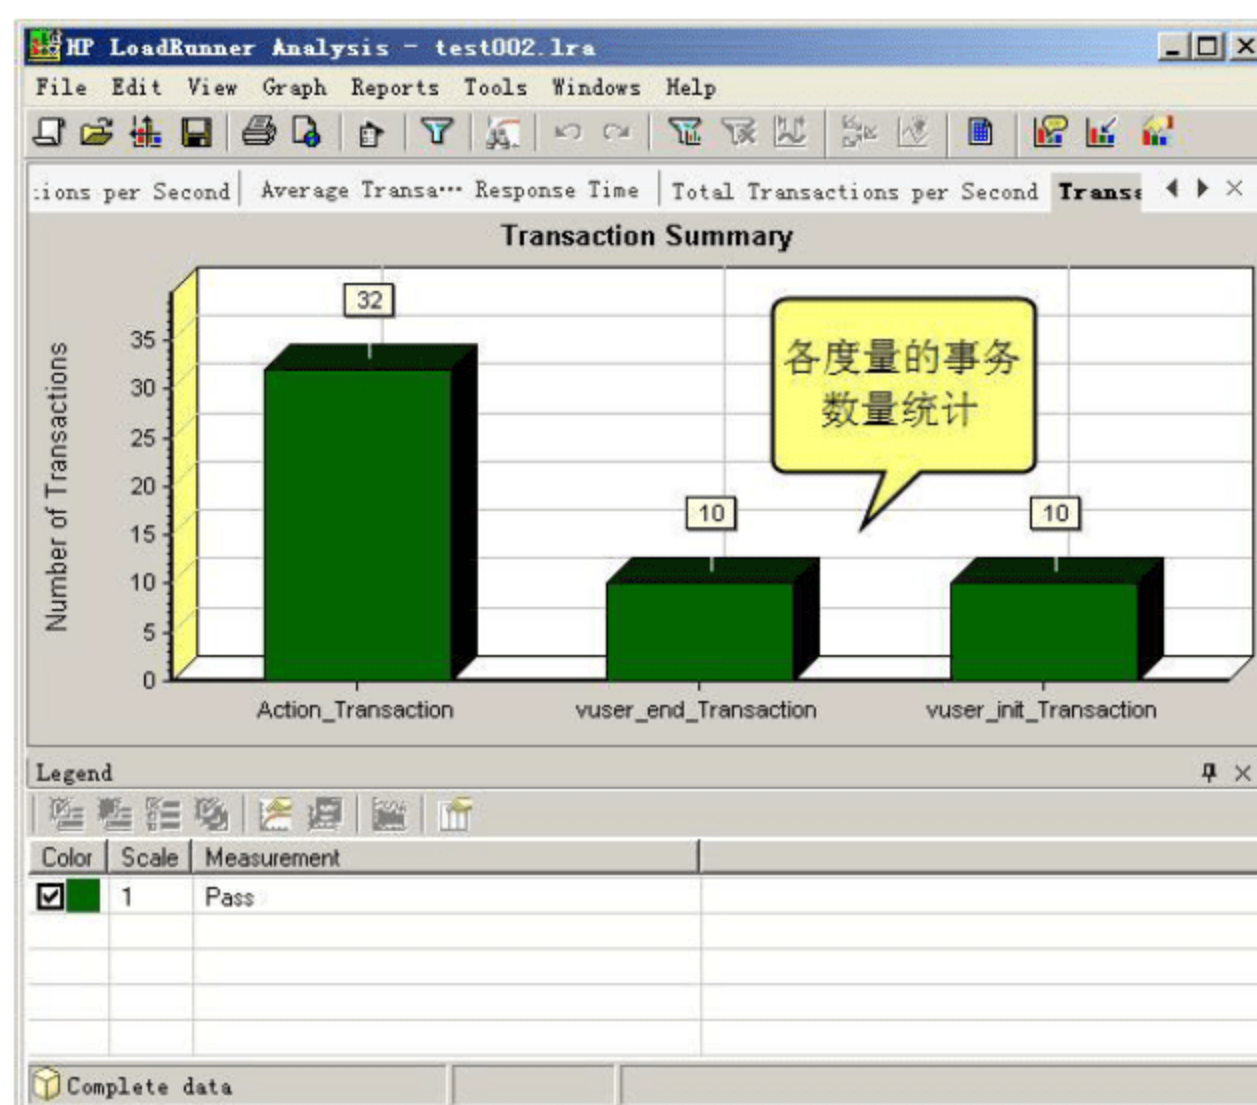 HP LoadRunner Analysis - test002.lra
File Edit View Graph Reports Tools Windows Help
:ions per Second Average Transa... Response Time Total Transactions per Second Transa
Transaction Summary
Number of Transactions
35
30
25
20
15
10
5
0
32
10
10
各度量的事务
数量统计
Action_Transaction vuser_end_Transaction vuser_init_Transaction
Legend
Color Scale Measurement
1 Pass
Complete data